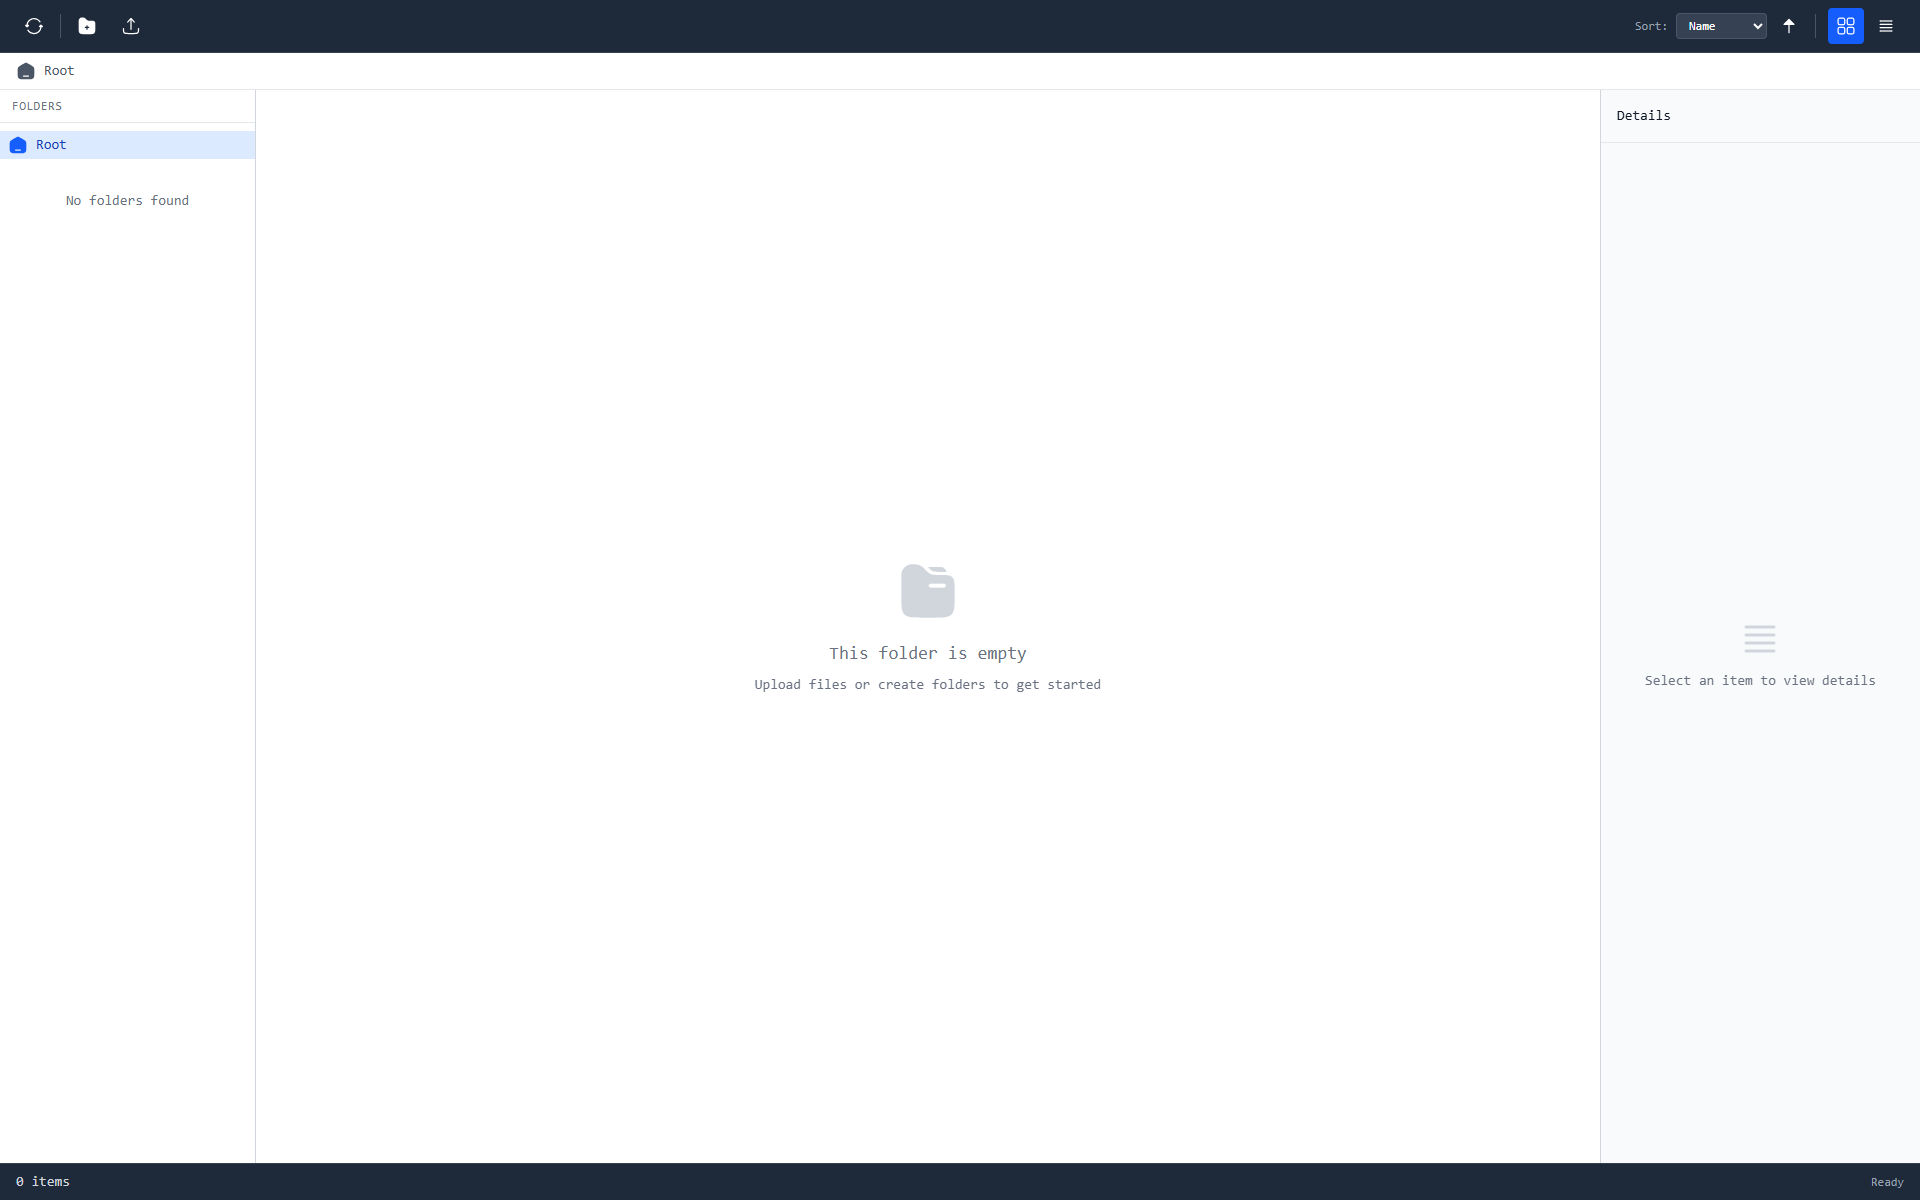 Sort: Name
Root
FOLDERS
Root
No folders found
This folder is empty
Upload files or create folders to get started
Details
Select an item to view details
0 items
Ready